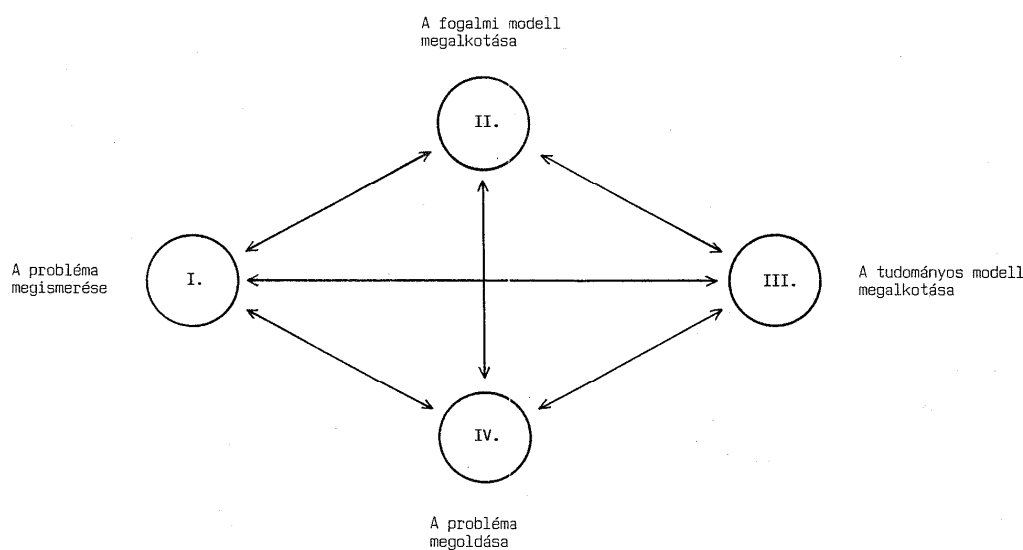 A fogalmi modell
megalkotása
II.
A probléma
megismerése
I.
III.
A tudományos modell
megalkotása
IV.
A probléma
megoldása